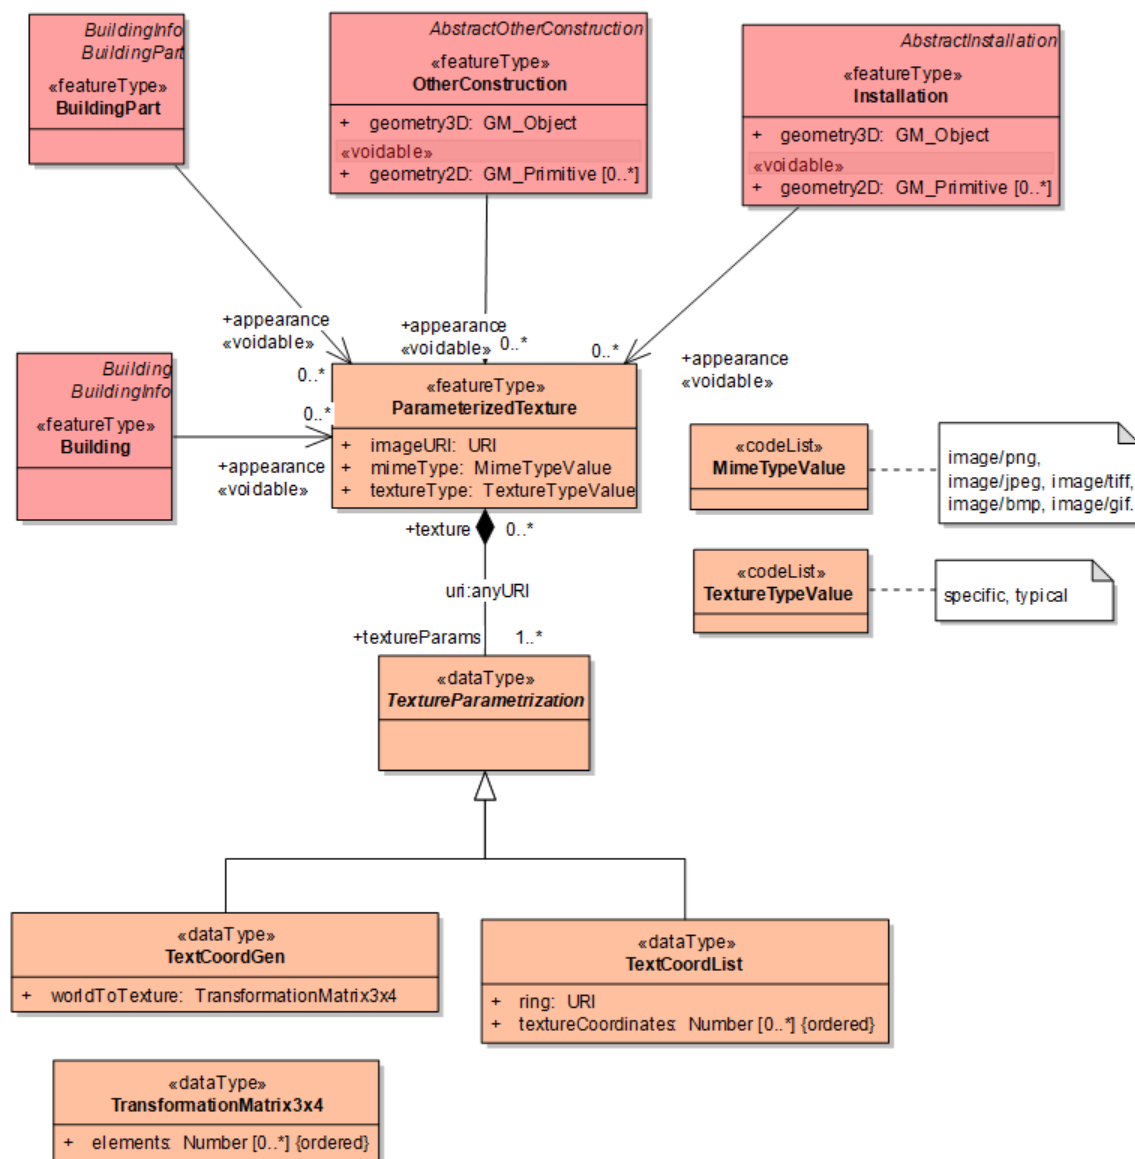 BuildingInfo
BuildingPart
«featureType»
BuildingPart
AbstractOtherConstruction
«featureType»
OtherConstruction
+ geometry3D: GM_Object
«voidable»
+ geometry2D: GM_Primitive [0..*]
AbstractInstallation
«featureType»
Installation
+ geometry3D: GM_Object
«voidable»
+ geometry2D: GM_Primitive [0..*]
+appearance
«voidable»
0..*
+appearance
«voidable»
0..*
0..*
+appearance
«voidable»
Building
BuildingInfo
«featureType»
Building
0..*
+appearance
«voidable»
«featureType»
ParameterizedTexture
+ imageURI: URI
+ mimeType: MimeTypeValue
+ textureType: TextureTypeValue
«codeList»
MimeTypeValue
image/png,
image/jpeg, image/tiff,
image/bmp, image/gif.
«codeList»
TextureTypeValue
specific, typical
+texture
0..*
uri:anyURI
+textureParams
1..*
«dataType»
TextureParametrization
«dataType»
TextCoordGen
+ worldToTexture: TransformationMatrix3x4
«dataType»
TextCoordList
+ ring: URI
+ textureCoordinates: Number [0..*] {ordered}
«dataType»
TransformationMatrix3x4
+ elements: Number [0..*] {ordered}